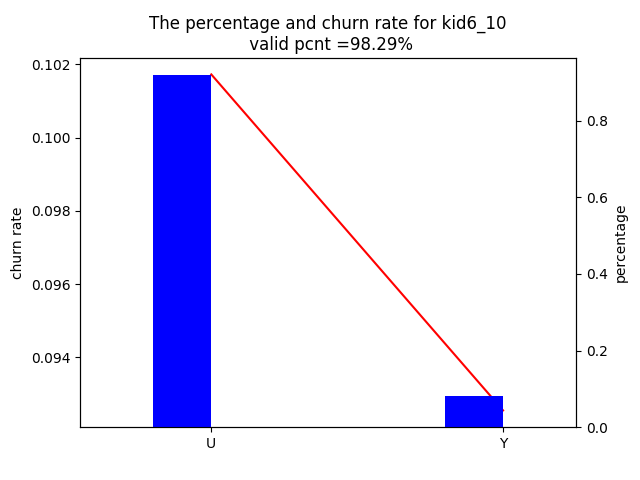 The percentage and churn rate for kid6_10
valid pcnt =98.29%
0.102
0.100
0.098
0.096
0.094
churn rate
0.8
0.6
0.4
0.2
0.0
percentage
U
Y